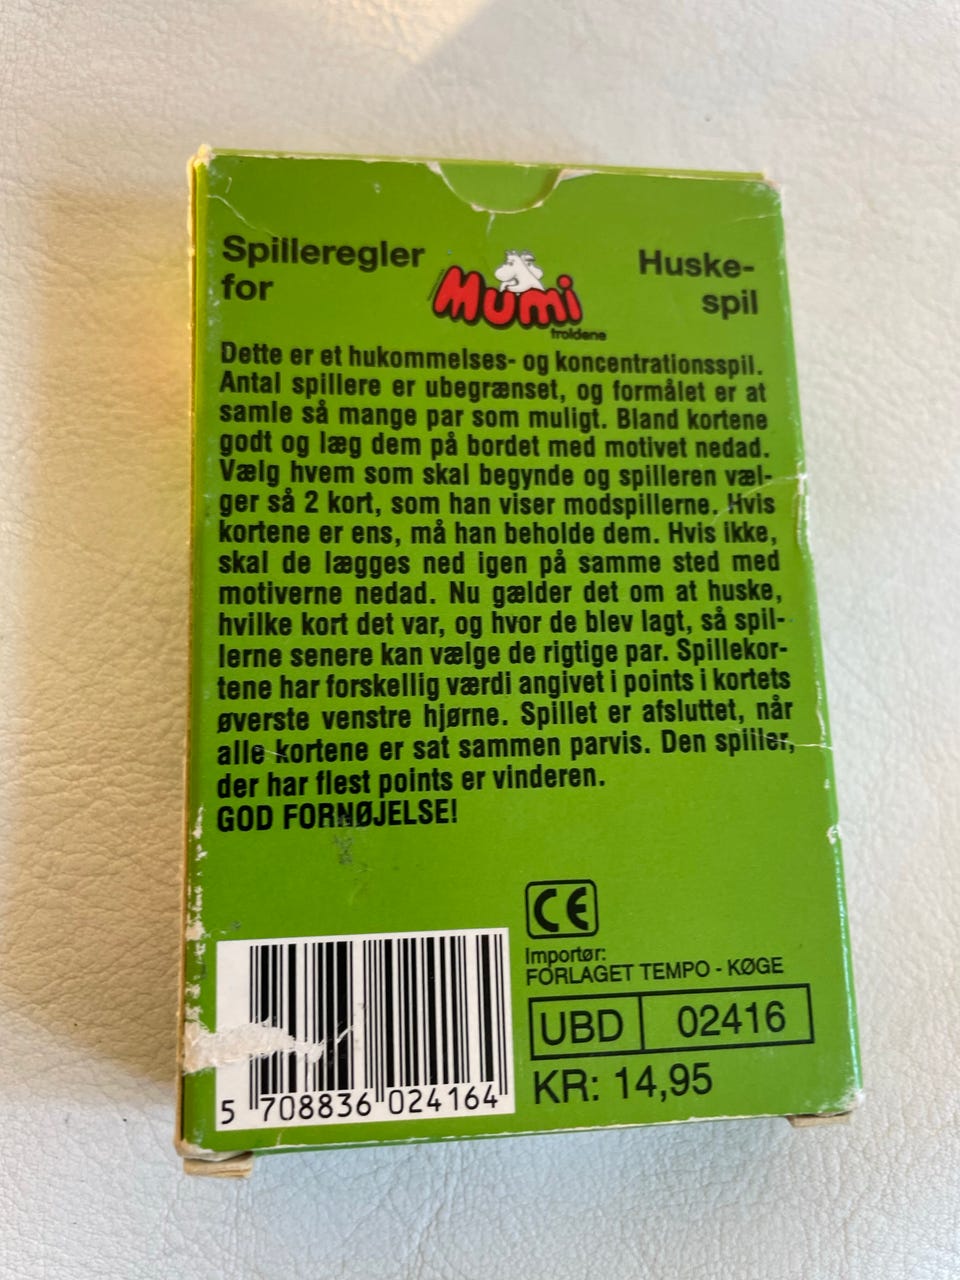 Spilleregler
for
Mumi
troldene
Huske-
spil
Dette er et hukommelses- og koncentrationsspil.
Antal spillere er ubegrænset, og formålet er at
samle så mange par som muligt. Bland kortene
godt og læg dem på bordet med motivet nedad.
Vælg hvem som skal begynde og spilleren væl-
ger så 2 kort, som han viser modspillerne. Hvis
kortene er ens, må han beholde dem. Hvis ikke,
skal de lægges ned igen på samme sted med
motiverne nedad. Nu gælder det om at huske,
hvilke kort det var, og hvor de blev lagt, så spil-
lerne senere kan vælge de rigtige par. Spillekor-
tene har forskellig værdi angivet i points i kortets
øverste venstre hjørne. Spillet er afsluttet, når
alle kortene er sat sammen parvis. Den spiller,
der har flest points er vinderen.
GOD FORNØJELSE!
CE
Importør:
FORLAGET TEMPO - KØGE
UBD 02416
KR: 14,95
5 708836 024164